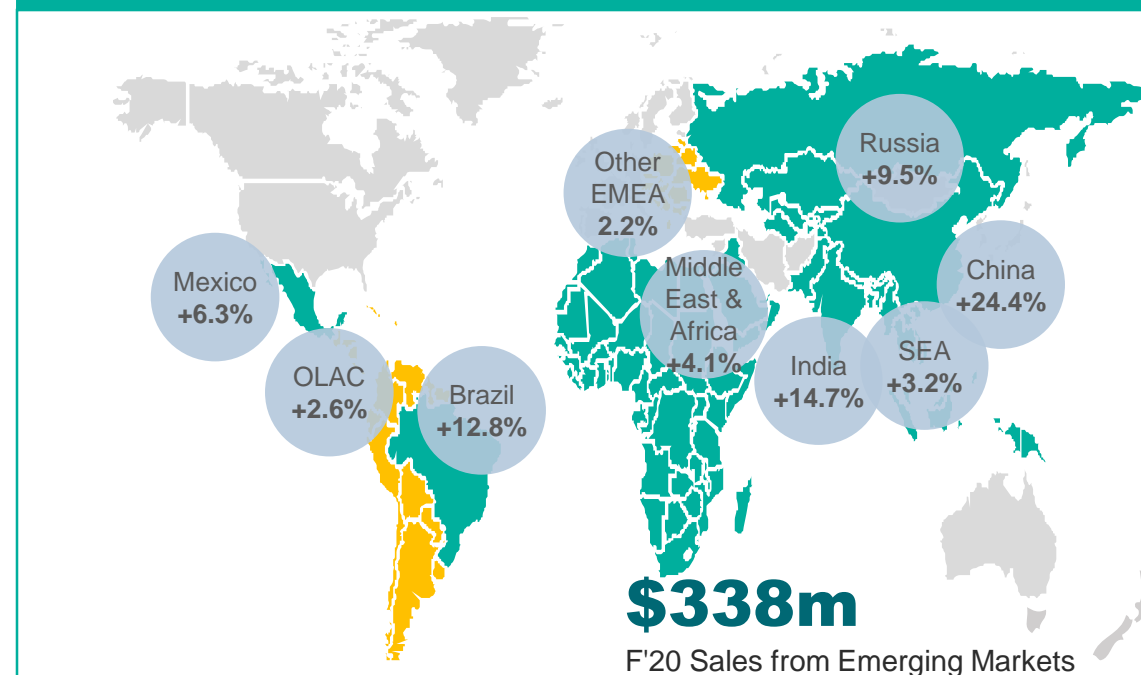 Russia
+9.5%
Other
EMEA
2.2%
Middle
East &
Africa
+4.1%
China
+24.4%
Mexico
+6.3%
SEA
+3.2%
India
+14.7%
OLAC
+2.6%
Brazil
+12.8%
$338m
F'20 Sales from Emerging Markets